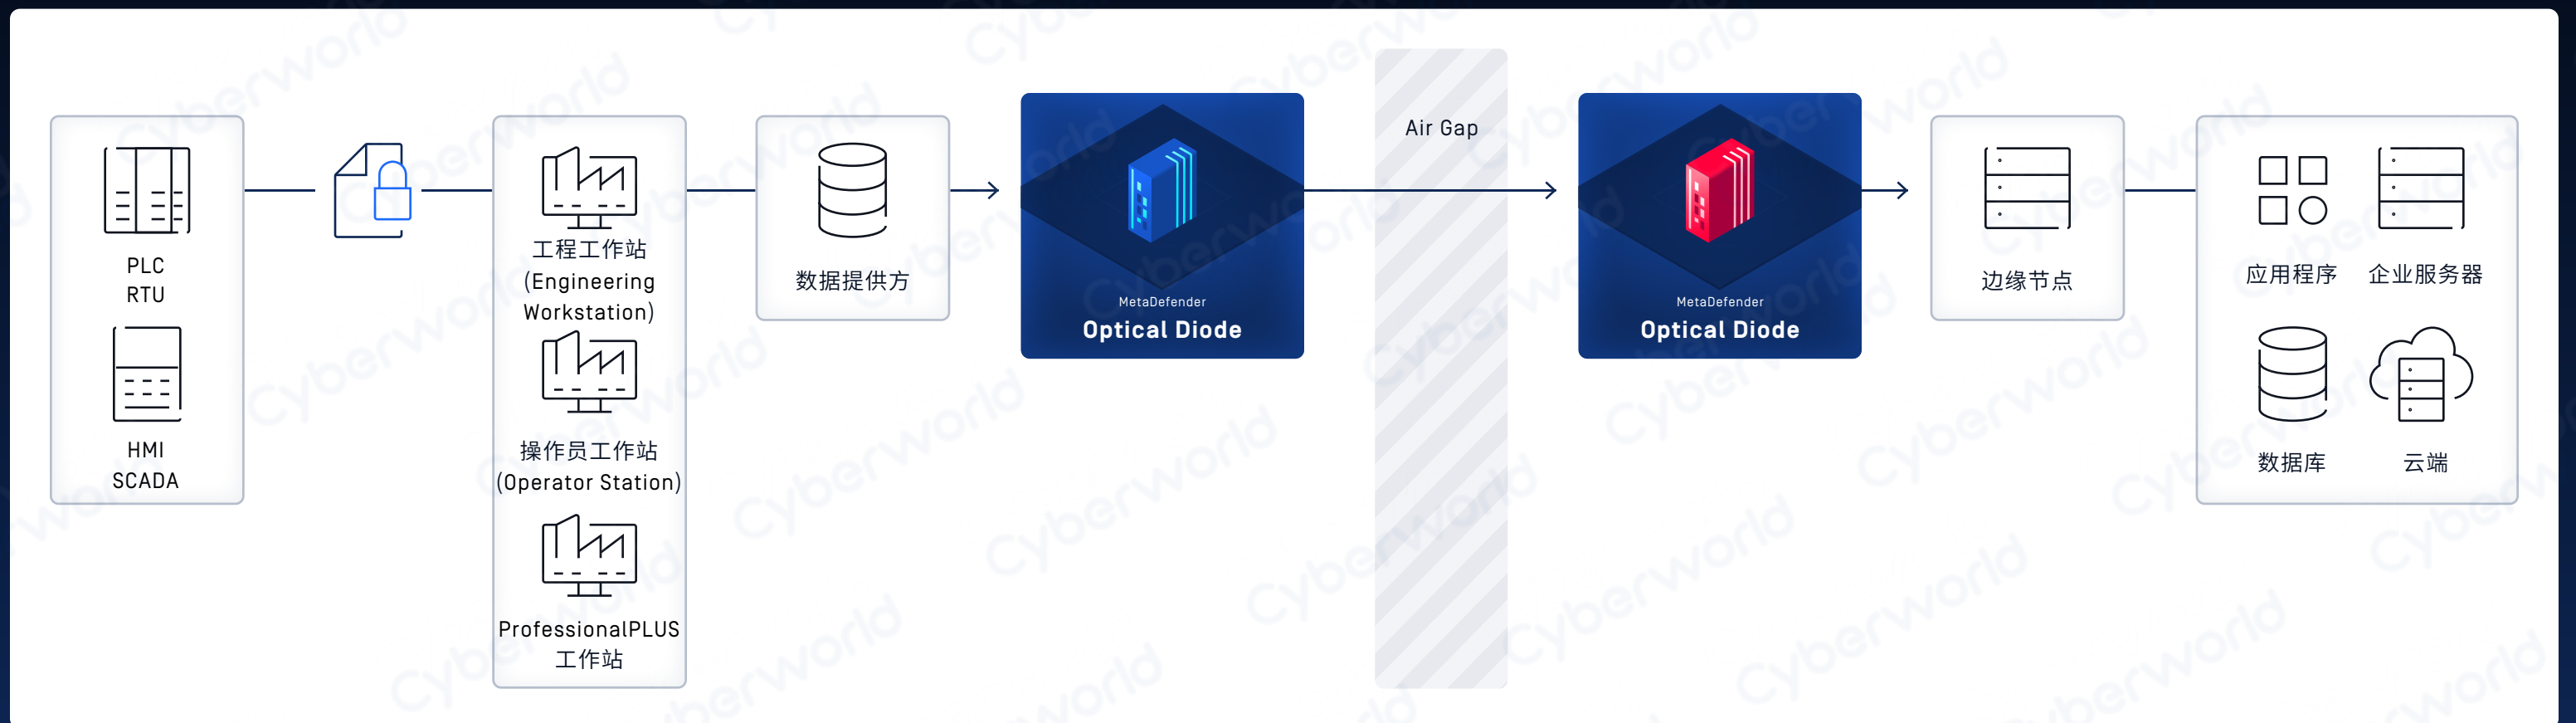 PLC
RTU
HMI
SCADA
工程工作站
(Engineering
Workstation)
操作员工作站
(Operator Station)
ProfessionalPLUS
工作站
数据提供方
MetaDefender
Optical Diode
Air Gap
MetaDefender
Optical Diode
边缘节点
应用程序
企业服务器
数据库
云端
Cyberworld